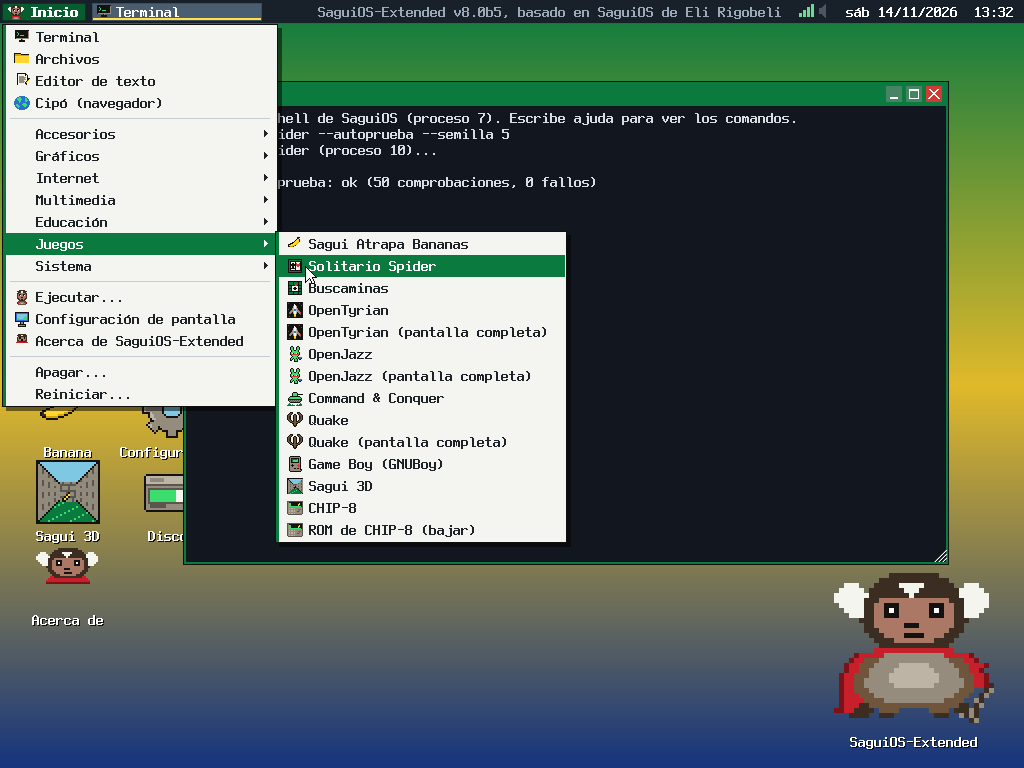 Inicio
Terminal
SaguiOS-Extended v8.0b5, basado en SaguiOS de Eli Rigobeli
sáb 14/11/2026 13:32
Terminal
Archivos
Editor de texto
Cipó (navegador)
Accesorios
Gráficos
Internet
Multimedia
Educación
Juegos
Sistema
Ejecutar...
Configuración de pantalla
Acerca de SaguiOS-Extended
Apagar...
Reiniciar...
hell de SaguiOS (proceso 7). Escribe ajuda para ver los comandos.
ider --autoprueba --semilla 5
ider (proceso 10)...
prueba: ok (50 comprobaciones, 0 fallos)
Sagui Atrapa Bananas
Solitario Spider
Buscaminas
OpenTyrian
OpenTyrian (pantalla completa)
OpenJazz
OpenJazz (pantalla completa)
Command & Conquer
Quake
Quake (pantalla completa)
Game Boy (GNUBoy)
Sagui 3D
CHIP-8
ROM de CHIP-8 (bajar)
Banana
Configur
Sagui 3D
Disco
Acerca de
SaguiOS-Extended